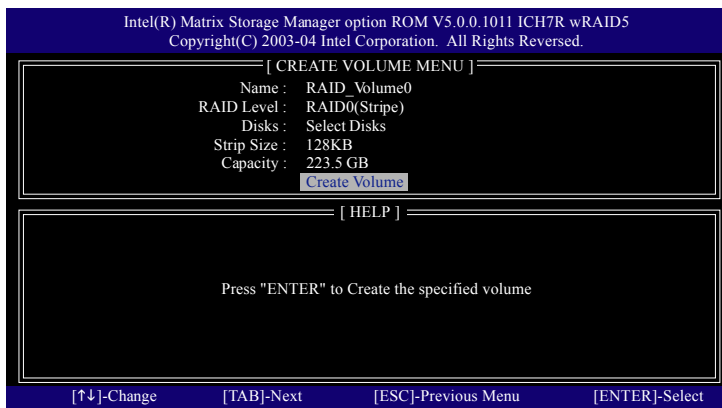 Intel(R) Matrix Storage Manager option ROM V5.0.0.1011 ICH7R wRAID5
Copyright(C) 2003-04 Intel Corporation. All Rights Reversed.
[ CREATE VOLUME MENU ]
Name : RAID_Volume0
RAID Level : RAID0(Stripe)
Disks : Select Disks
Strip Size : 128KB
Capacity : 223.5 GB
Create Volume
[ HELP ]
Press "ENTER" to Create the specified volume
[↑↓]-Change [TAB]-Next [ESC]-Previous Menu [ENTER]-Select